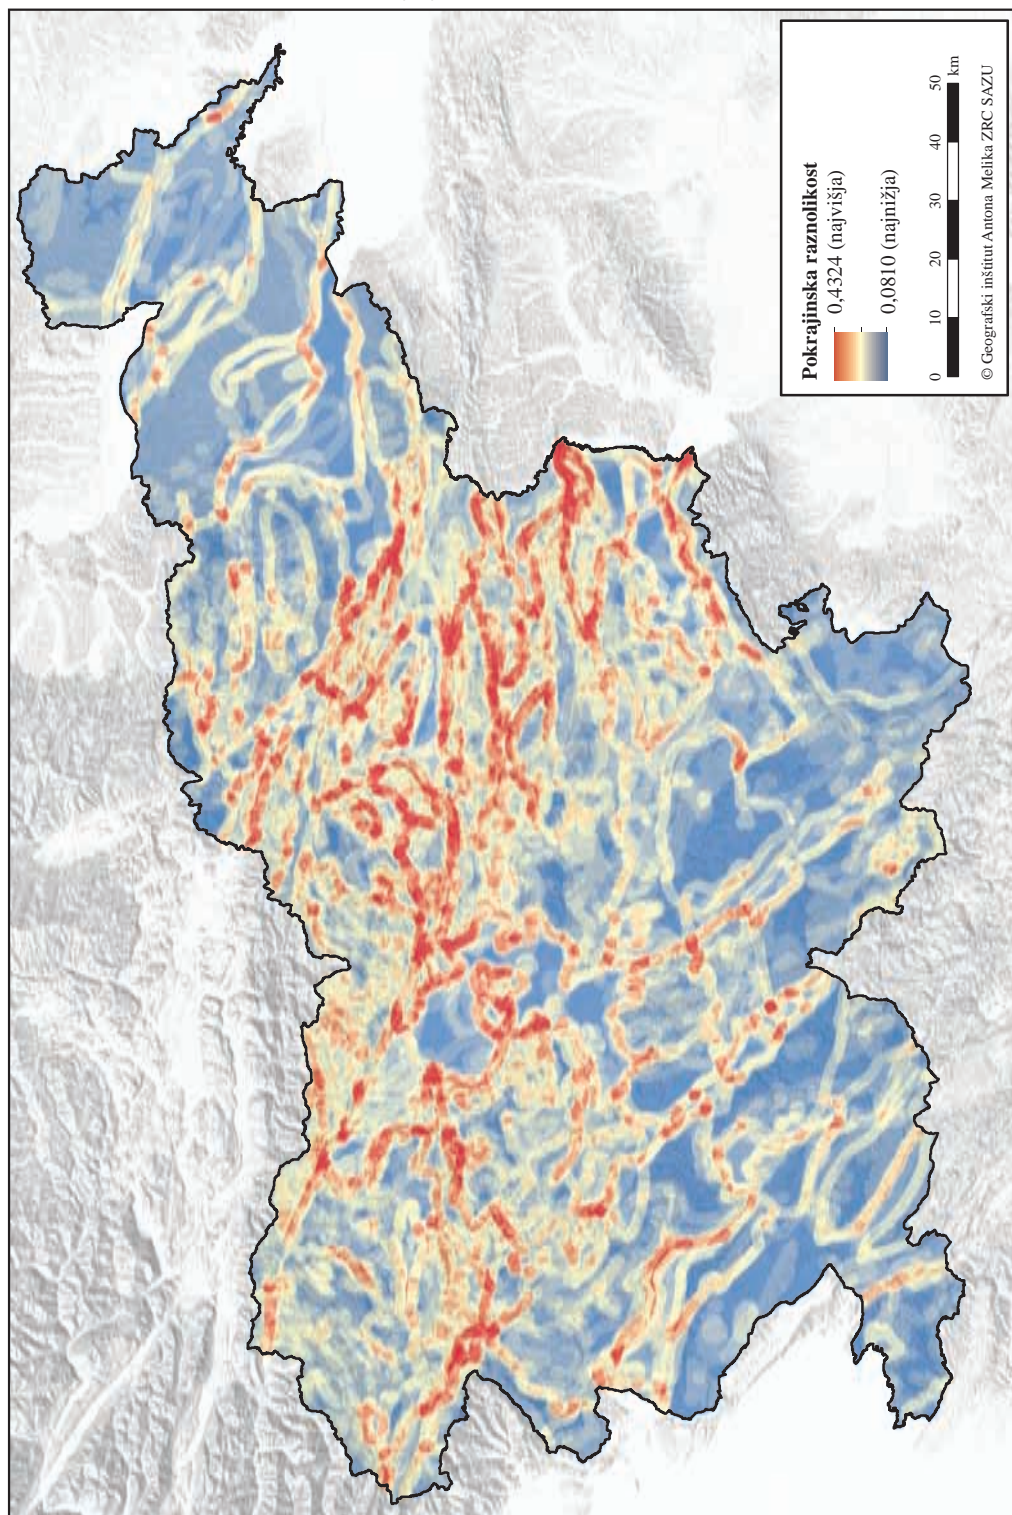 Pokrajinska raznolikost
0,4324 (najvišja)
0,0810 (najnižja)
0 10 20 30 40 50
km
© Geografski inštitut Antona Melika ZRC SAZU